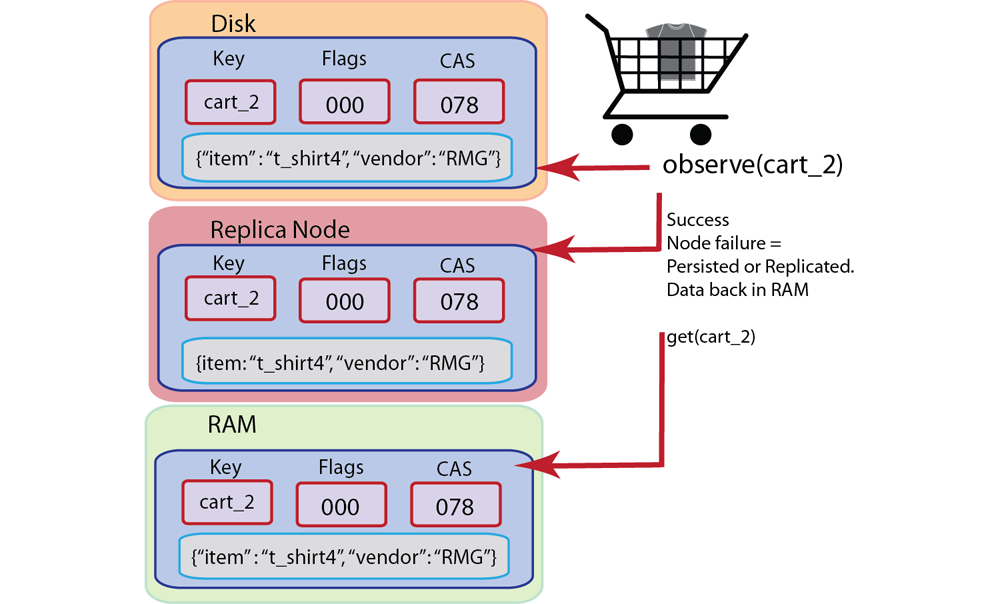 Disk
Key Flags CAS
cart_2 000 078
{“item” : “t_shirt4”, “vendor” : “RMG”}
observe(cart_2)
Success
Node failure =
Persisted or Replicated.
Data back in RAM
Replica Node
Key Flags CAS
cart_2 000 078
{item: “t_shirt4”, “vendor” : “RMG”}
get(cart_2)
RAM
Key Flags CAS
cart_2 000 078
{“item” : “t_shirt4”, “vendor” : “RMG”}